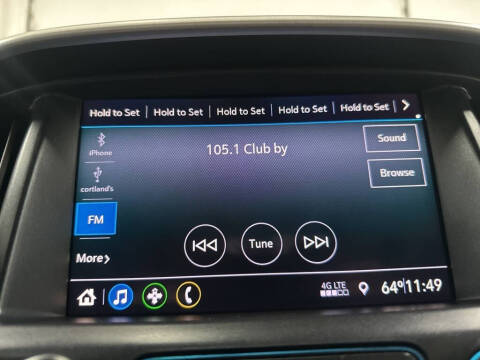 Hold to Set Hold to Set Hold to Set Hold to Set Hold to Set
iPhone
105.1 Club by
Sound
cortland's
Browse
FM
Tune
More
4G LTE
64° 11:49